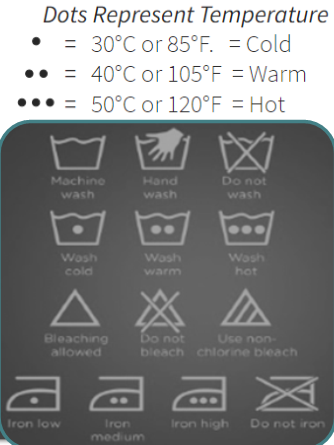 Dots Represent Temperature
• = 30°C or 85°F. = Cold
•• = 40°C or 105°F = Warm
••• = 50°C or 120°F = Hot
Machine wash
Hand wash
Do not wash
Wash cold
Wash warm
Wash hot
Bleaching allowed
Do not bleach
Use non-chlorine bleach
Iron low
Iron medium
Iron high
Do not iron